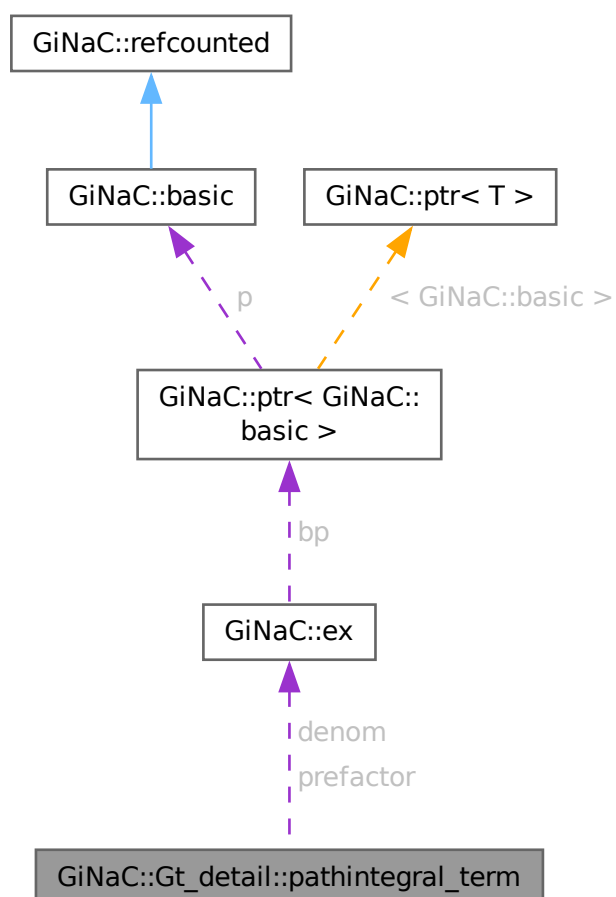 GiNaC::refcounted
GiNaC::basic
GiNaC::ptr< T >
p
< GiNaC::basic >
GiNaC::ptr< GiNaC::
basic >
bp
GiNaC::ex
denom
prefactor
GiNaC::Gt_detail::pathintegral_term